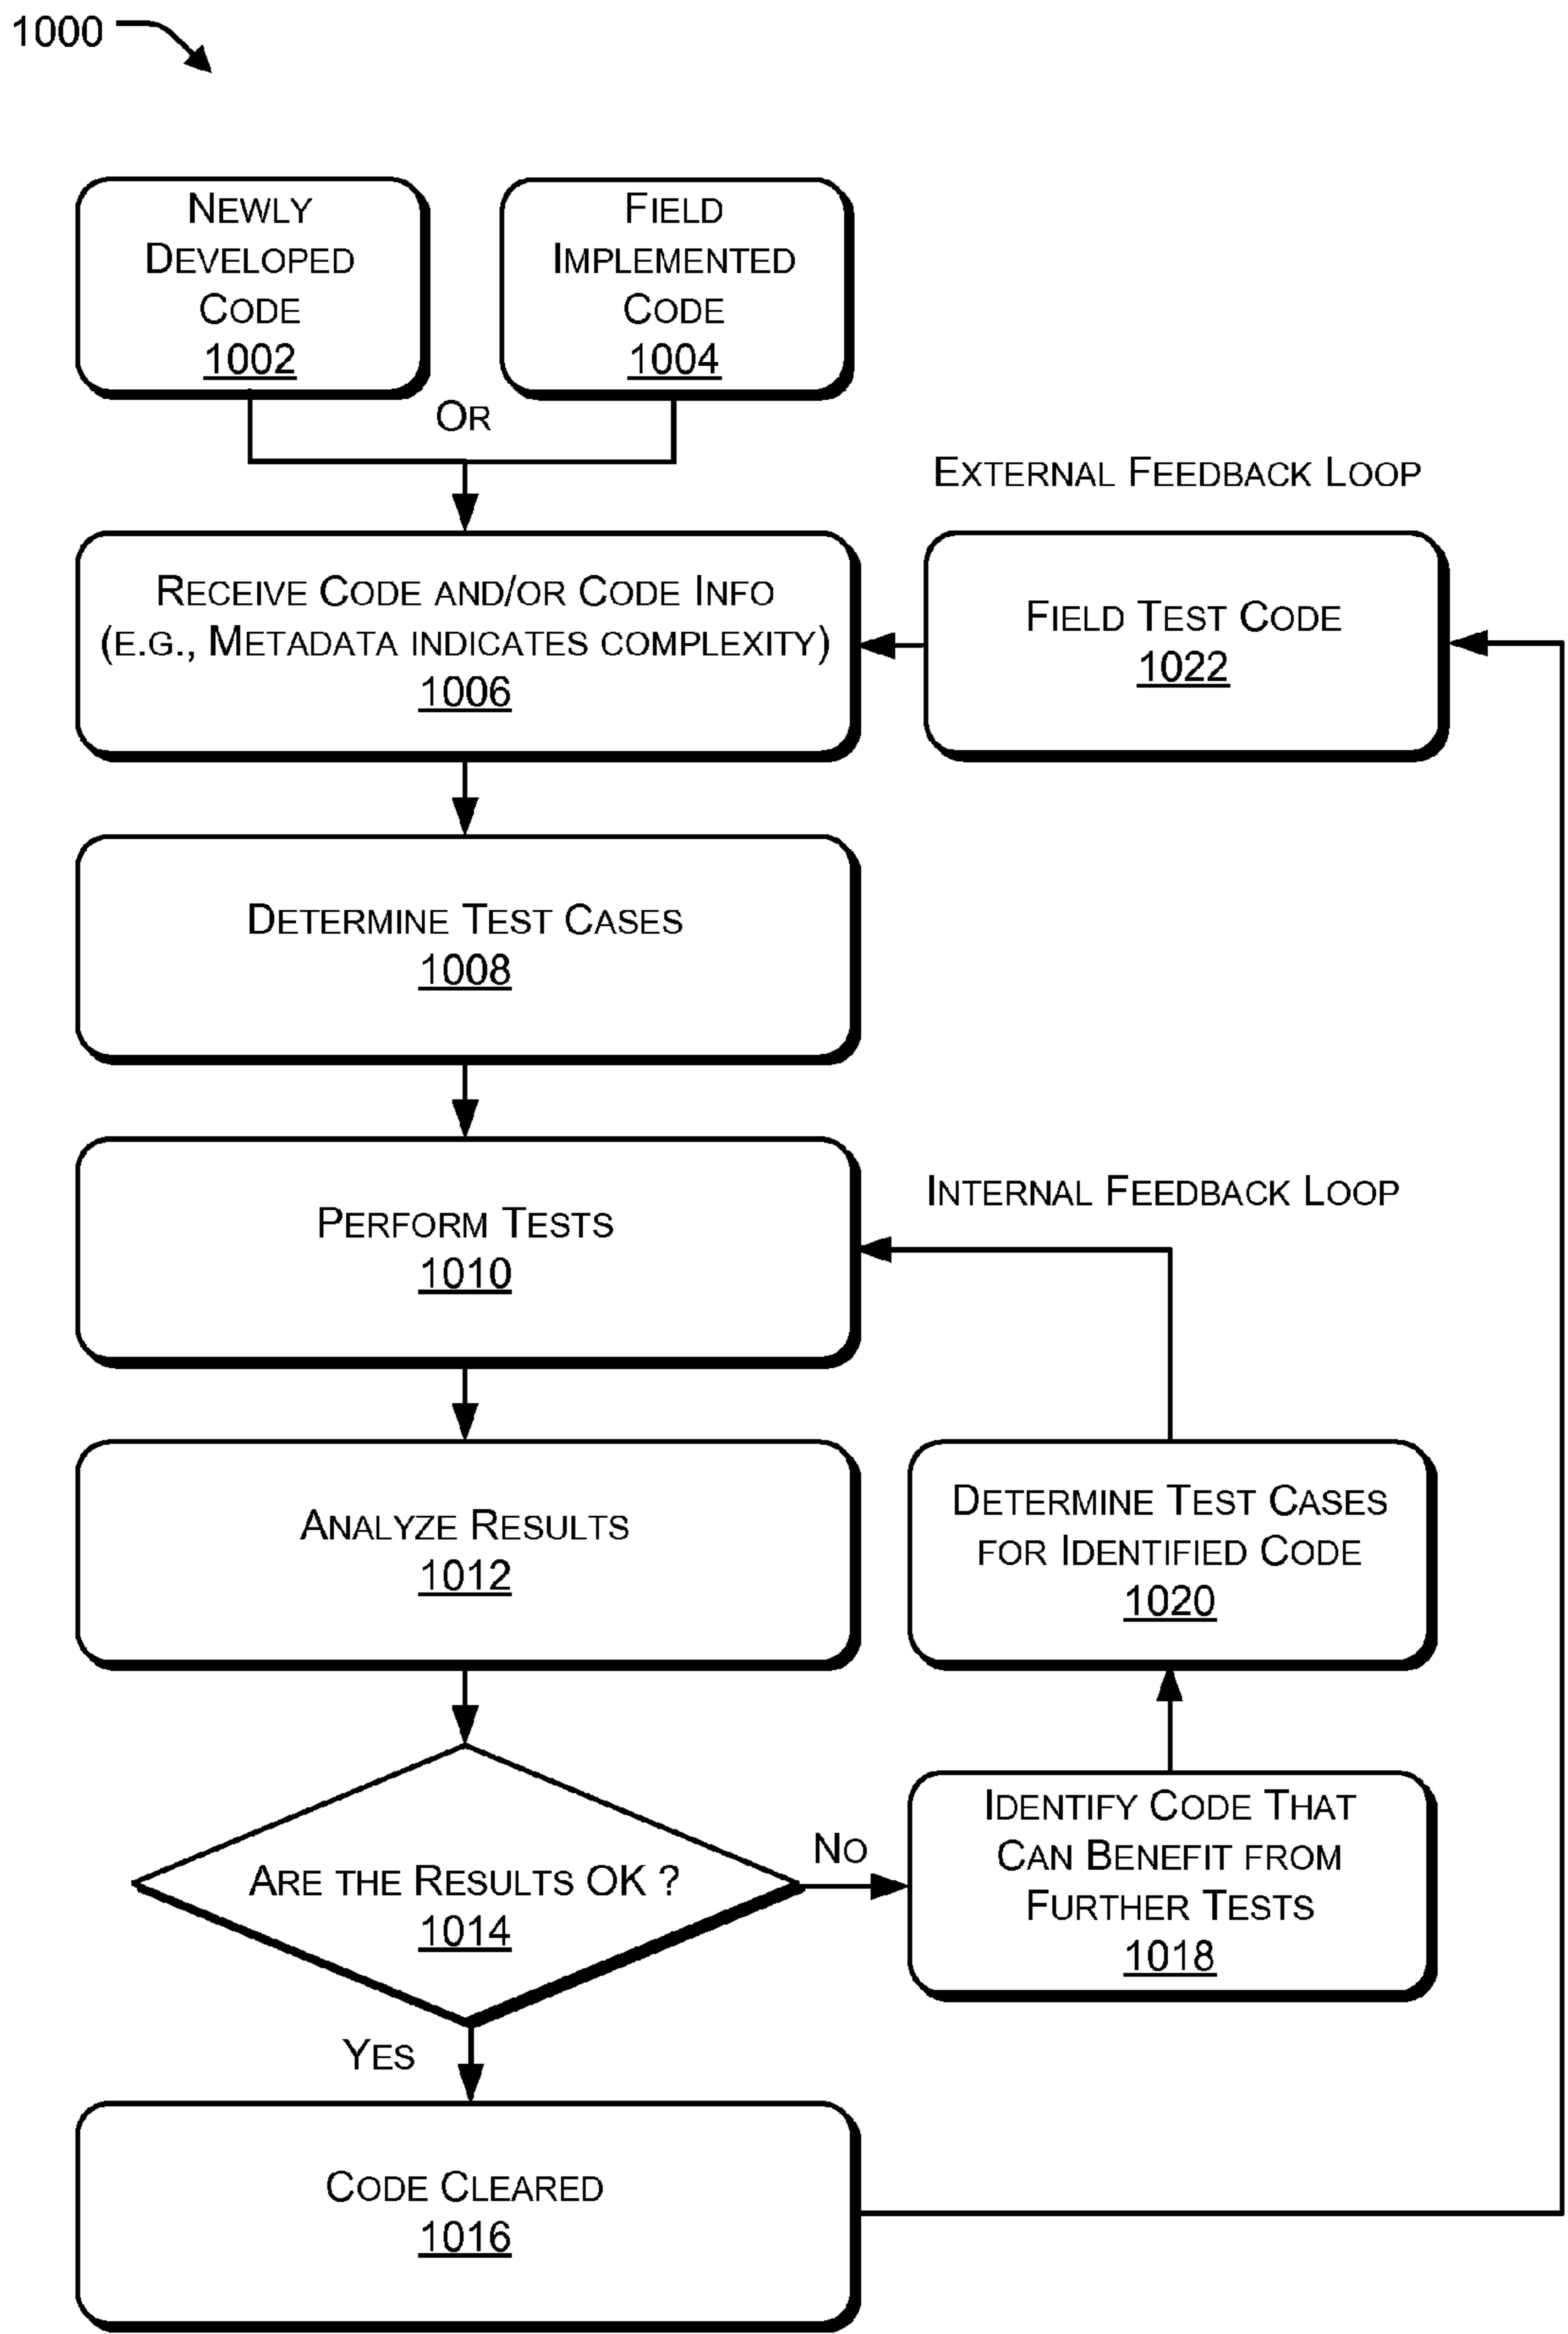 1000
NEWLY
DEVELOPED
CODE
1002
FIELD
IMPLEMENTED
CODE
1004
OR
EXTERNAL FEEDBACK LOOP
RECEIVE CODE AND/OR CODE INFO
(E.G., METADATA INDICATES COMPLEXITY)
1006
FIELD TEST CODE
1022
DETERMINE TEST CASES
1008
INTERNAL FEEDBACK LOOP
PERFORM TESTS
1010
ANALYZE RESULTS
1012
DETERMINE TEST CASES
FOR IDENTIFIED CODE
1020
ARE THE RESULTS OK ?
1014
NO
IDENTIFY CODE THAT
CAN BENEFIT FROM
FURTHER TESTS
1018
YES
CODE CLEARED
1016